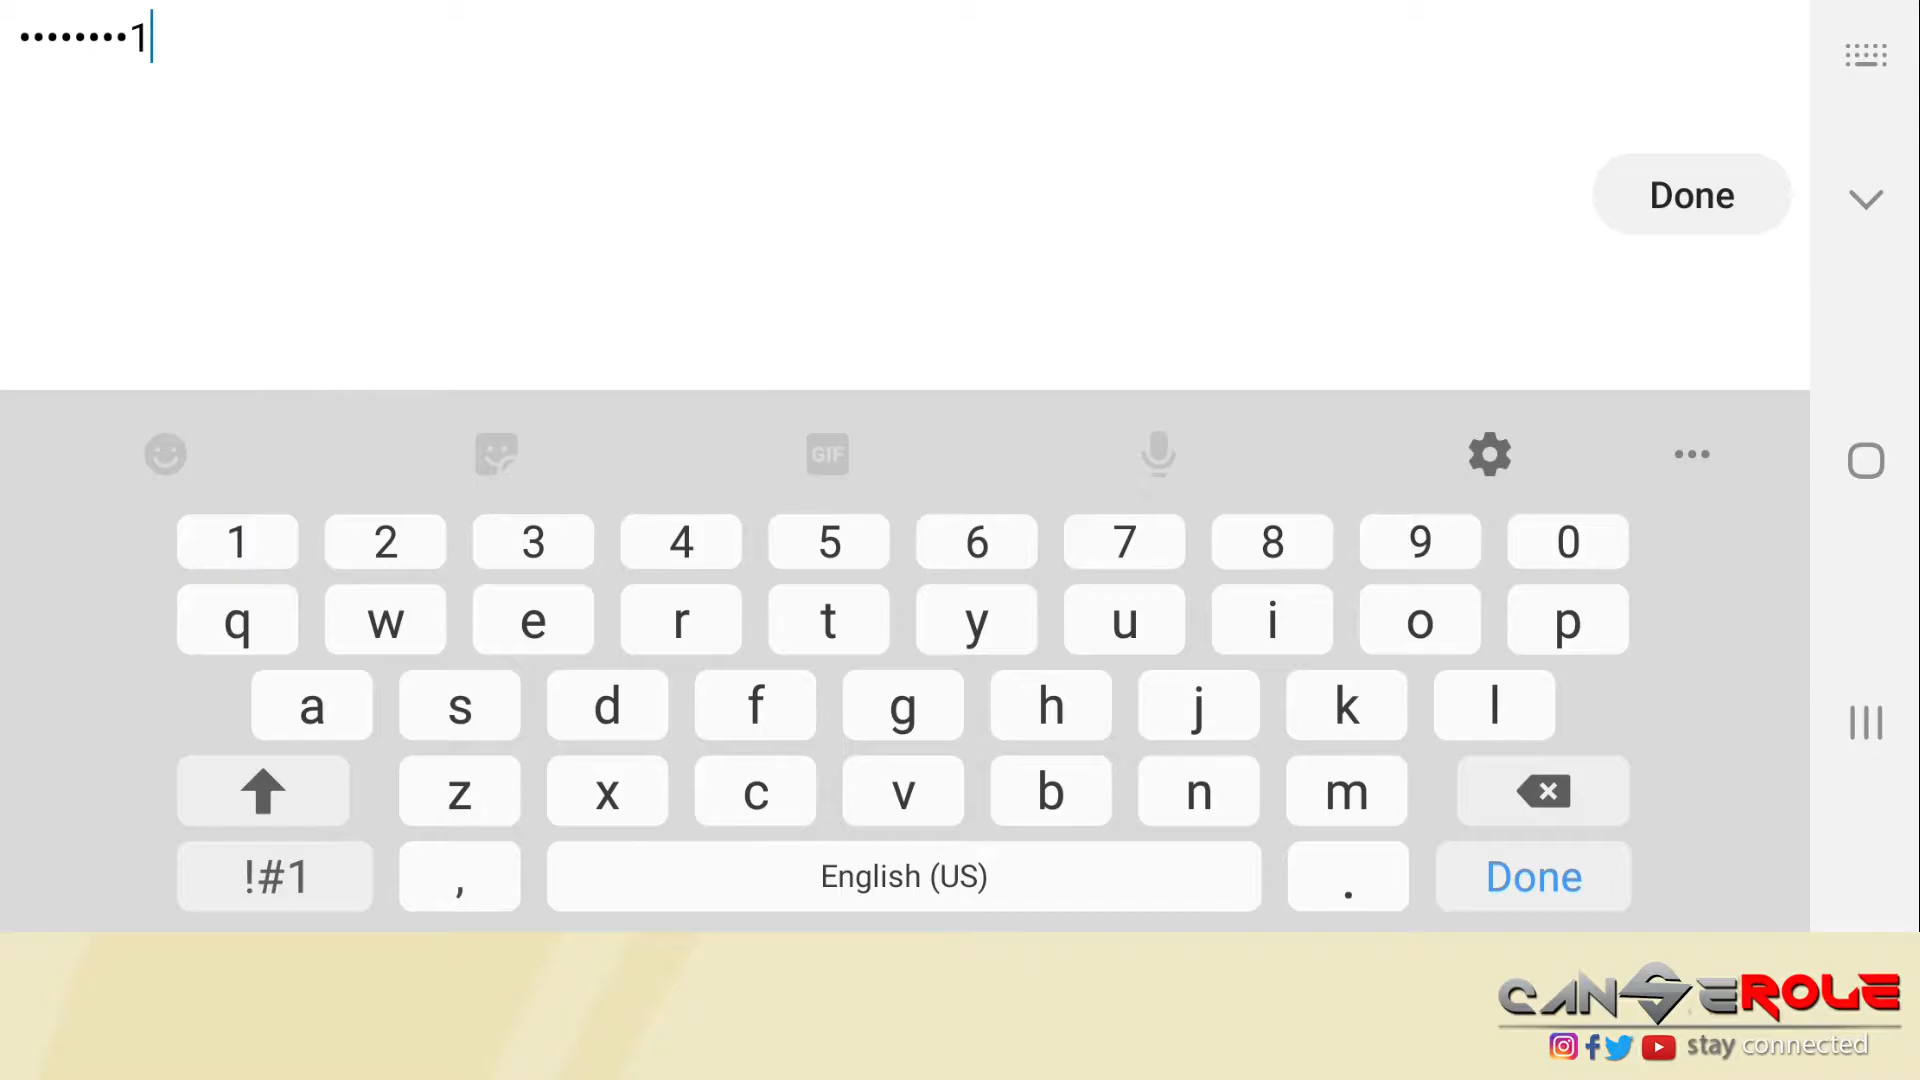 ••••••••1
Done
GIF
1 2 3 4 5 6 7 8 9 0
q w e r t y u i o p
a s d f g h j k l
z x c v b n m
!#1 , English (US) . Done
CANSEROLE
stay connected